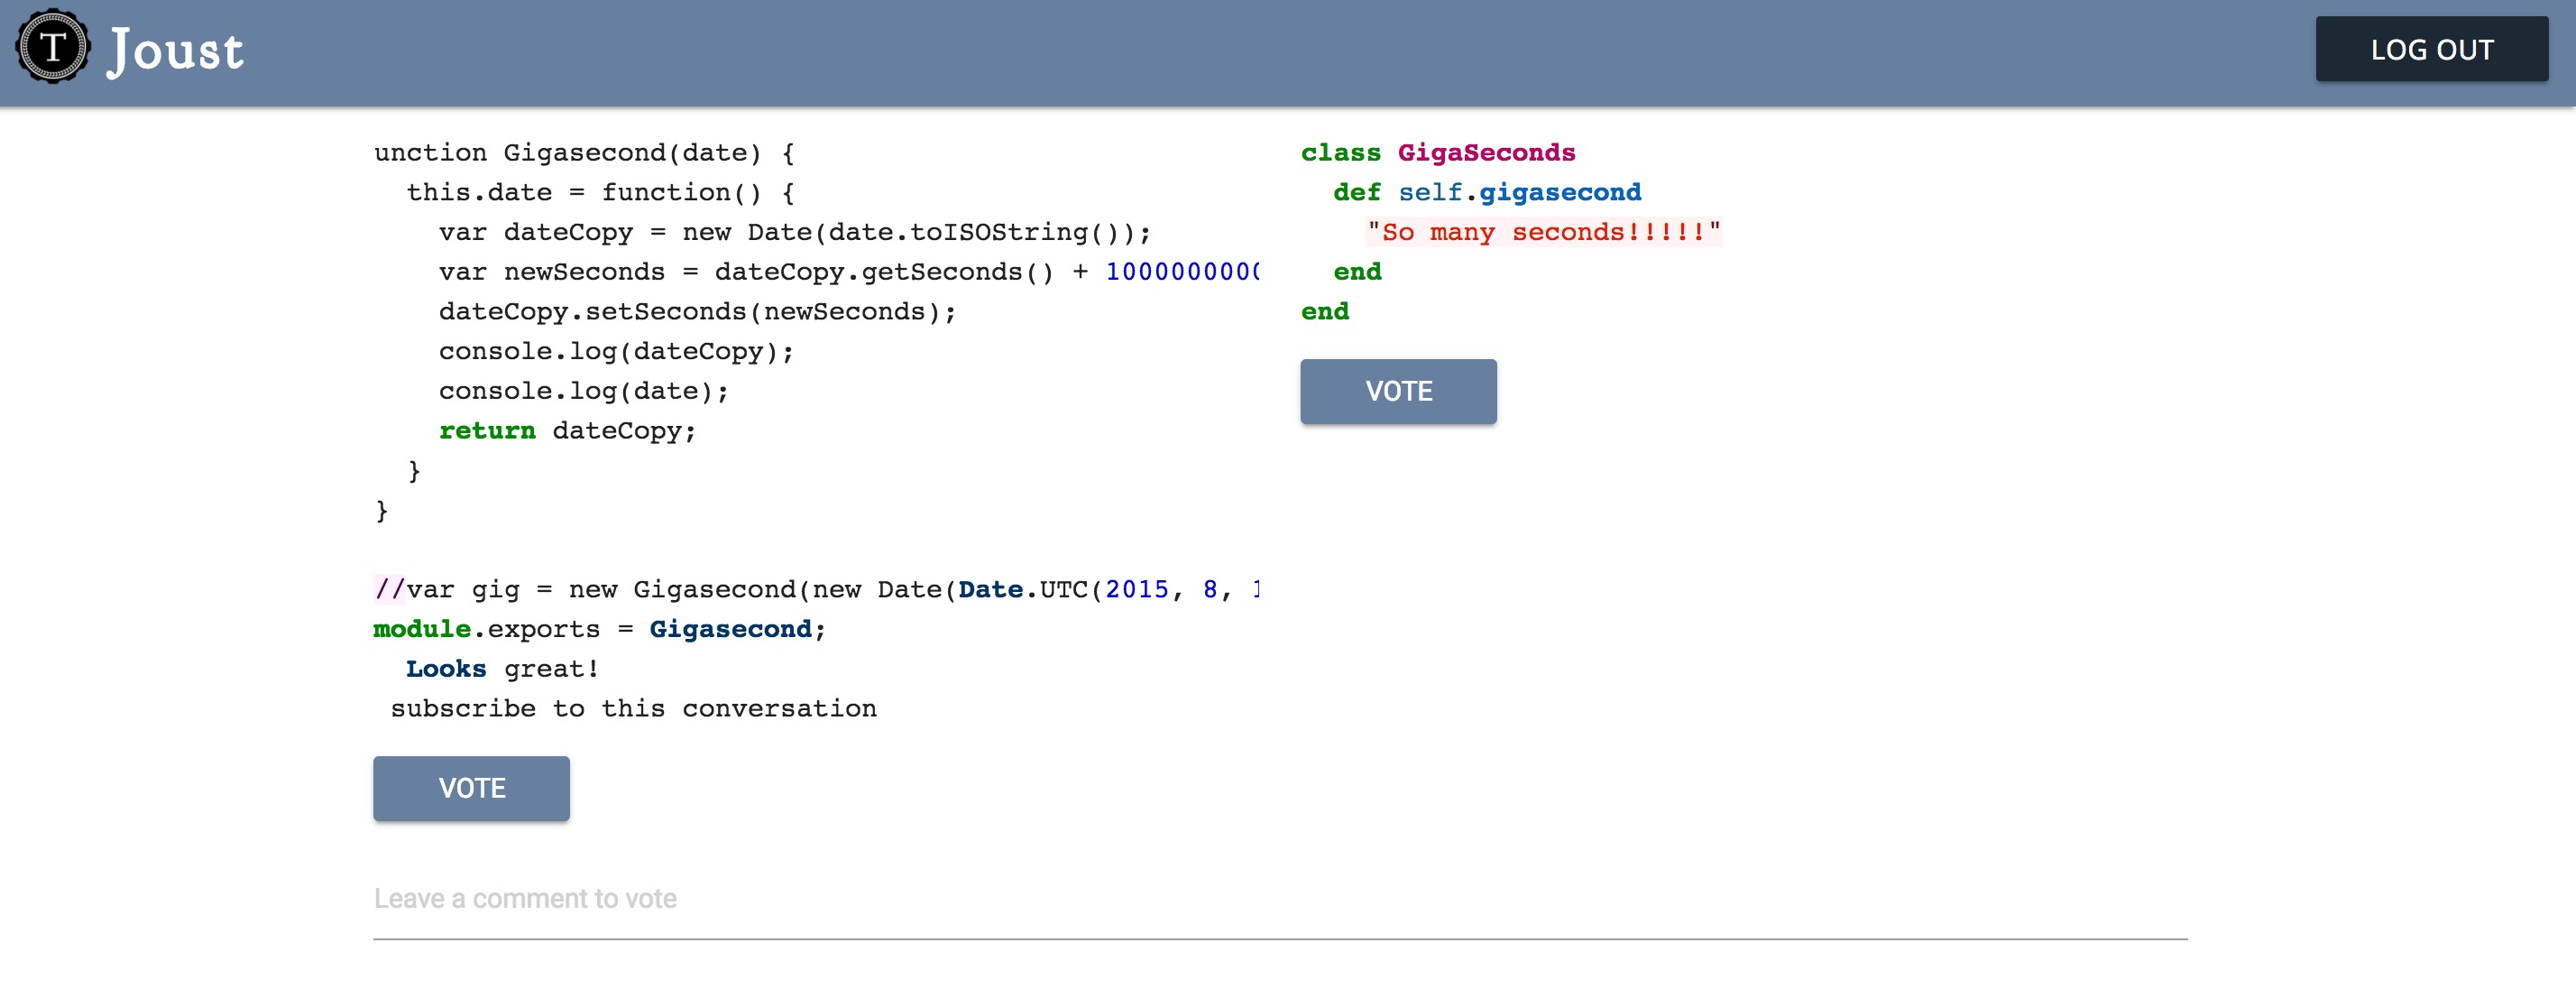 T Joust
LOG OUT
unction Gigasecond(date) {
  this.date = function() {
    var dateCopy = new Date(date.toISOString());
    var newSeconds = dateCopy.getSeconds() + 1000000000
    dateCopy.setSeconds(newSeconds);
    console.log(dateCopy);
    console.log(date);
    return dateCopy;
  }
}
//var gig = new Gigasecond(new Date(Date.UTC(2015, 8, 1
module.exports = Gigasecond;
  Looks great!
 subscribe to this conversation
VOTE
class GigaSeconds
  def self.gigasecond
    "So many seconds!!!!!"
  end
end
VOTE
Leave a comment to vote